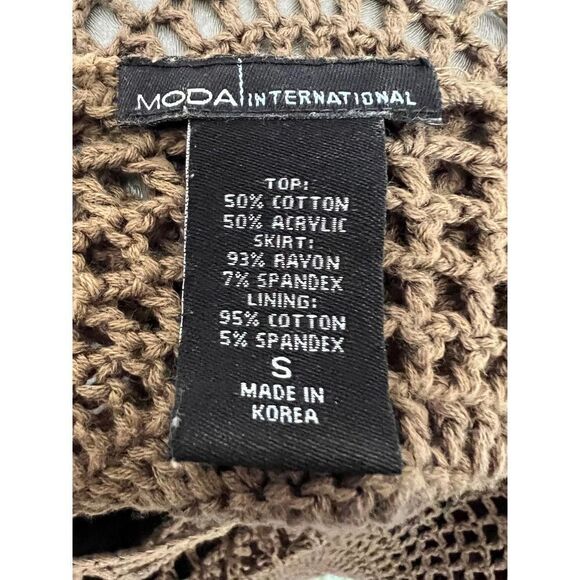 MODA INTERNATIONAL
TOP:
50% COTTON
50% ACRYLIC
SKIRT:
93% RAYON
7% SPANDEX
LINING:
95% COTTON
5% SPANDEX
S
MADE IN
KOREA